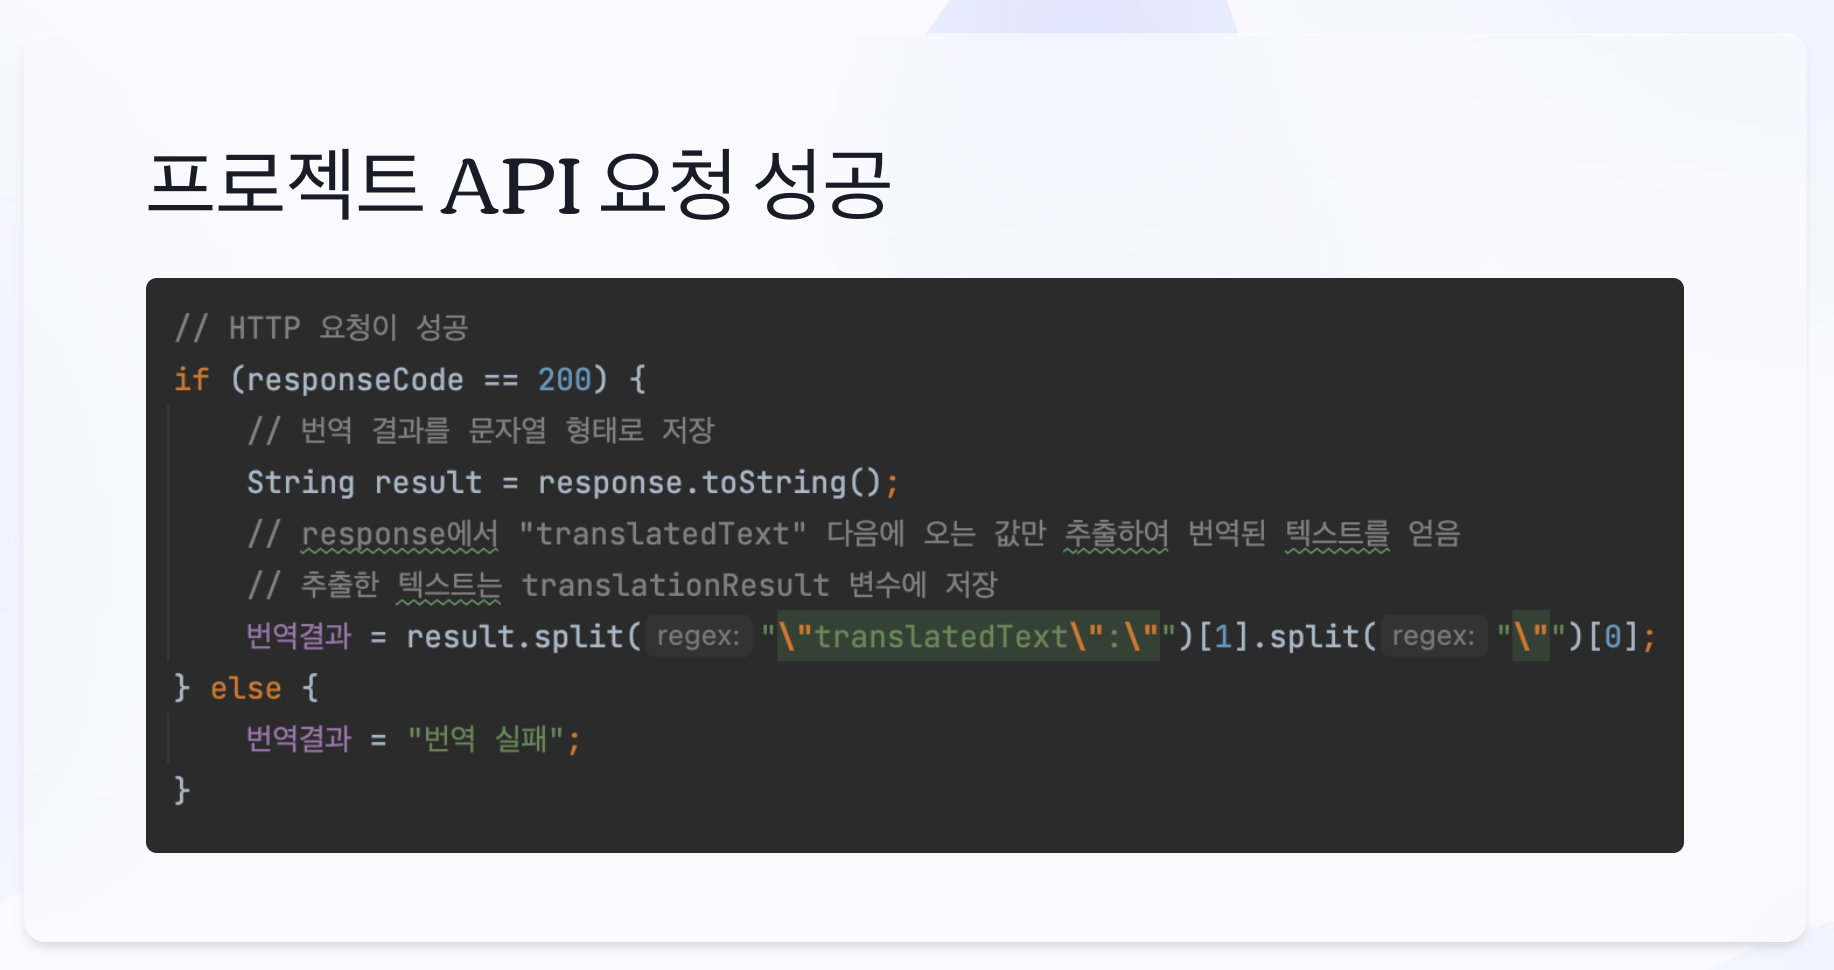 프로젝트 API 요청 성공
// HTTP 요청이 성공
if (responseCode == 200) {
// 번역 결과를 문자열 형태로 저장
String result = response.toString();
// response에서 "translatedText" 다음에 오는 값만 추출하여 번역된 텍스트를 얻음
// 추출한 텍스트는 translationResult 변수에 저장
번역결과 = result.split( regex: "\"translatedText\":\"")[1].split( regex: "\"")[0];
} else {
번역결과 = "번역 실패";
}